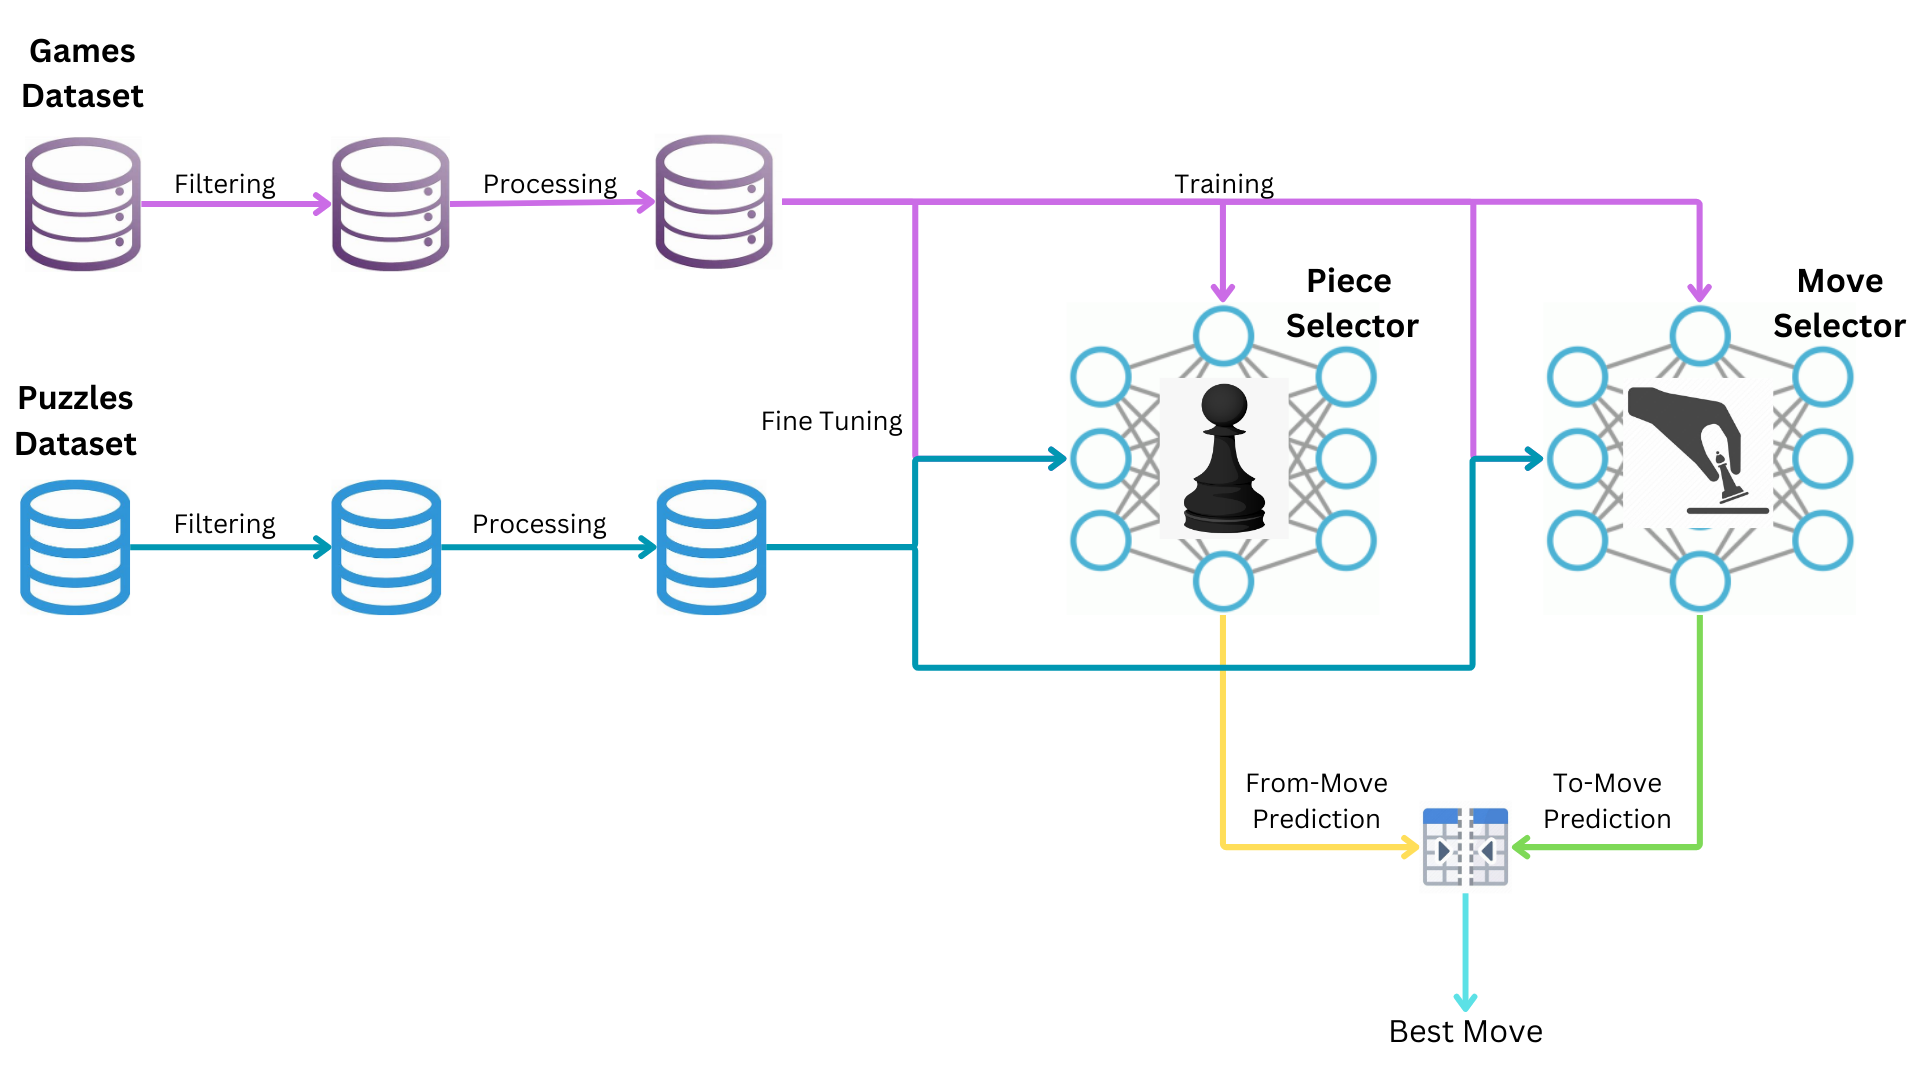 Games
Dataset
Filtering
Processing
Training
Piece
Selector
Move
Selector
Puzzles
Dataset
Fine Tuning
Filtering
Processing
From-Move
Prediction
To-Move
Prediction
Best Move